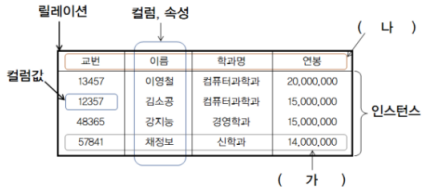 릴레이션
컬럼, 속성
( 나 )
교번 이름 학과명 연봉
13457 이영철 컴퓨터과학과 20,000,000
컬럼값
12357 김소공 컴퓨터과학과 15,000,000
인스턴스
48365 강지능 경영학과 15,000,000
57841 채정보 신학과 14,000,000
( 가 )